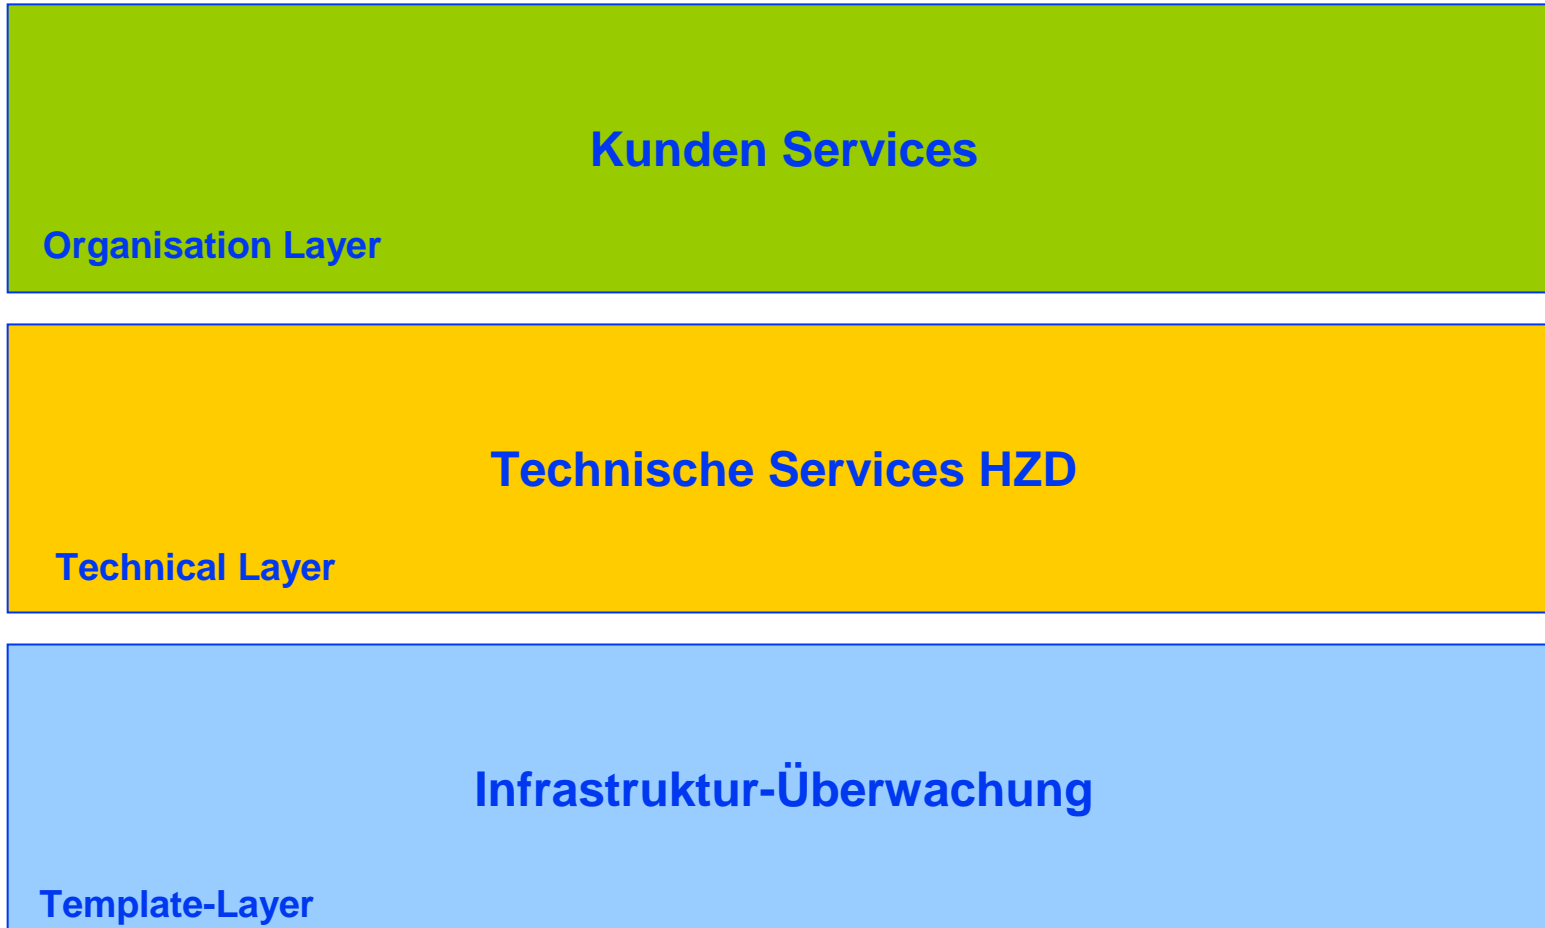 Kunden Services
Organisation Layer
Technische Services HZD
Technical Layer
Infrastruktur-Überwachung
Template-Layer